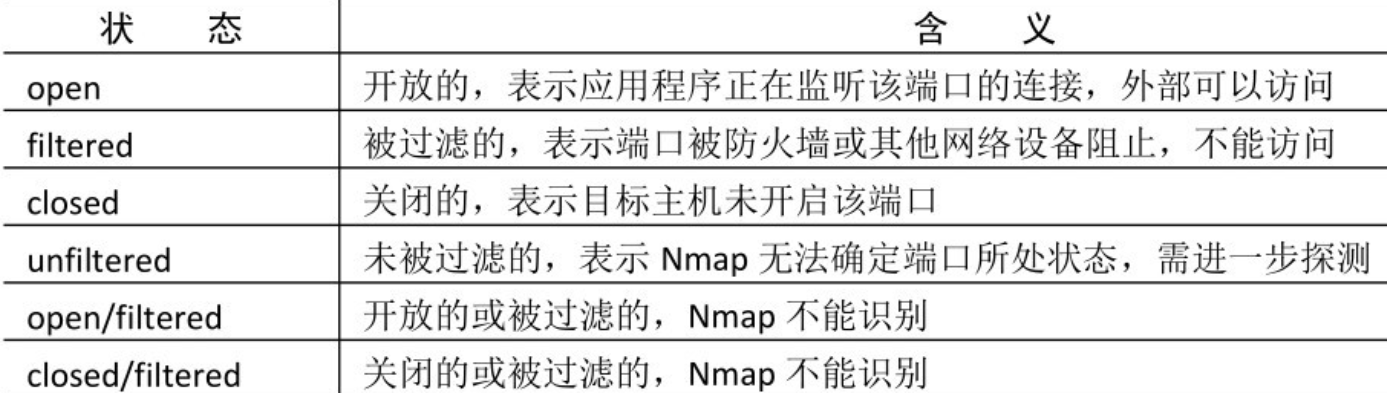 状 态 含 义
open 开放的，表示应用程序正在监听该端口的连接，外部可以访问
filtered 被过滤的，表示端口被防火墙或其他网络设备阻止，不能访问
closed 关闭的，表示目标主机未开启该端口
unfiltered 未被过滤的，表示 Nmap 无法确定端口所处状态，需进一步探测
open/filtered 开放的或被过滤的，Nmap 不能识别
closed/filtered 关闭的或被过滤的，Nmap 不能识别